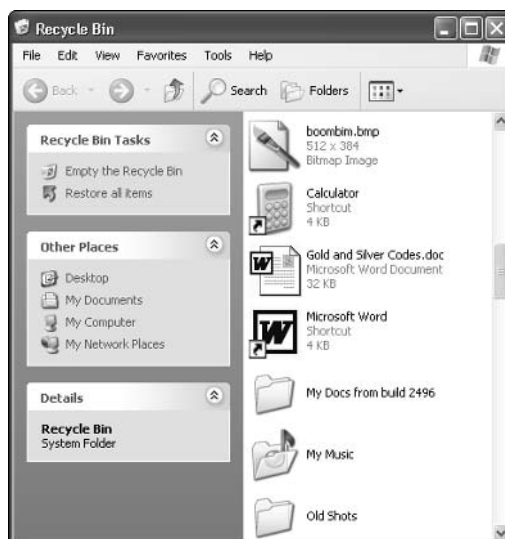 Recycle Bin
File Edit View Favorites Tools Help
Back Search Folders
Recycle Bin Tasks
Empty the Recycle Bin
Restore all items
Other Places
Desktop
My Documents
My Computer
My Network Places
Details
Recycle Bin
System Folder
boombim.bmp
512 x 384
Bitmap Image
Calculator
Shortcut
4 KB
Gold and Silver Codes.doc
Microsoft Word Document
32 KB
Microsoft Word
Shortcut
4 KB
My Docs from build 2496
My Music
Old Shots